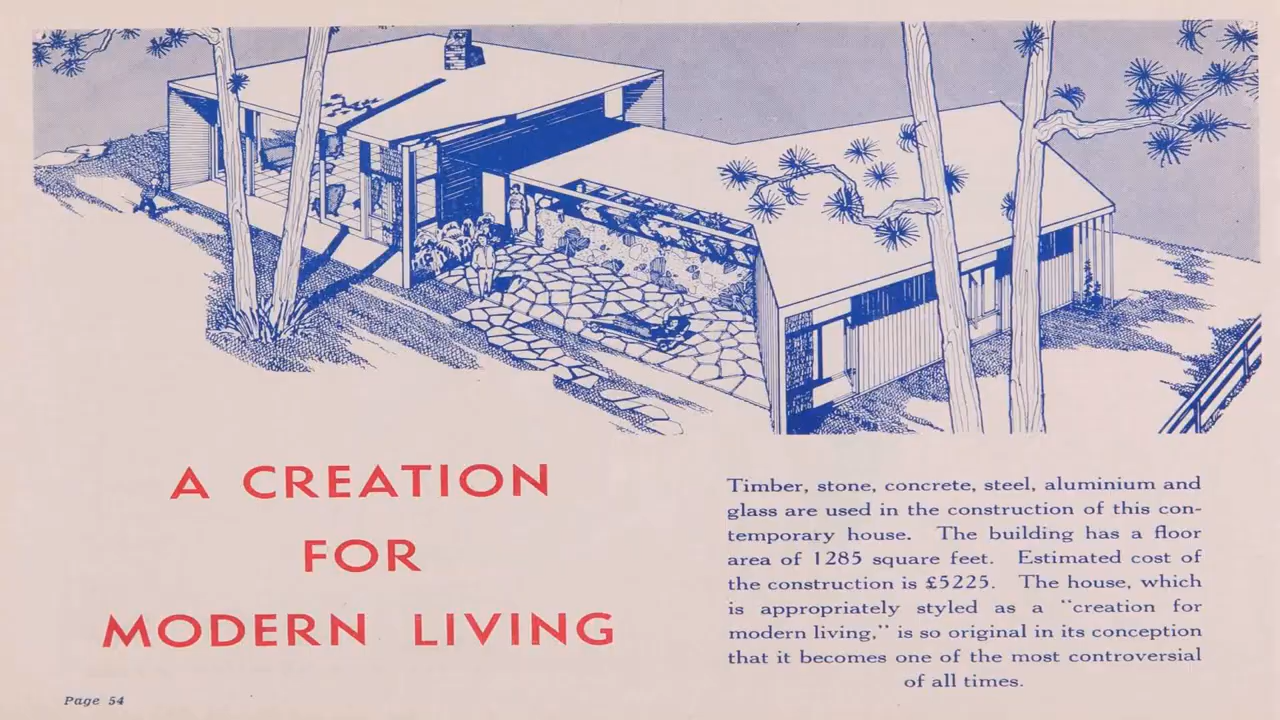 A CREATION
FOR
MODERN LIVING
Timber, stone, concrete, steel, aluminium and
glass are used in the construction of this con-
temporary house. The building has a floor
area of 1285 square feet. Estimated cost of
the construction is £5225. The house, which
is appropriately styled as a “creation for
modern living,” is so original in its conception
that it becomes one of the most controversial
of all times.
Page 54